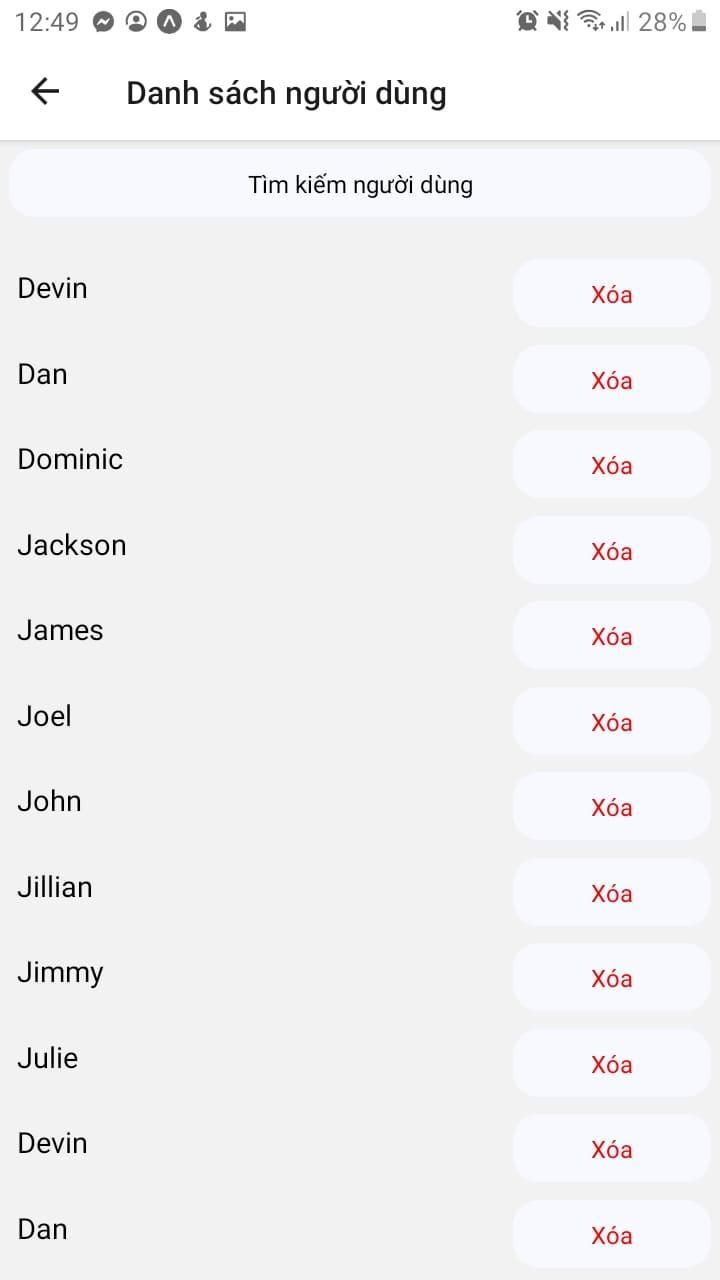 12:49 28%
Danh sách người dùng
Tìm kiếm người dùng
Devin Xóa
Dan Xóa
Dominic Xóa
Jackson Xóa
James Xóa
Joel Xóa
John Xóa
Jillian Xóa
Jimmy Xóa
Julie Xóa
Devin Xóa
Dan Xóa